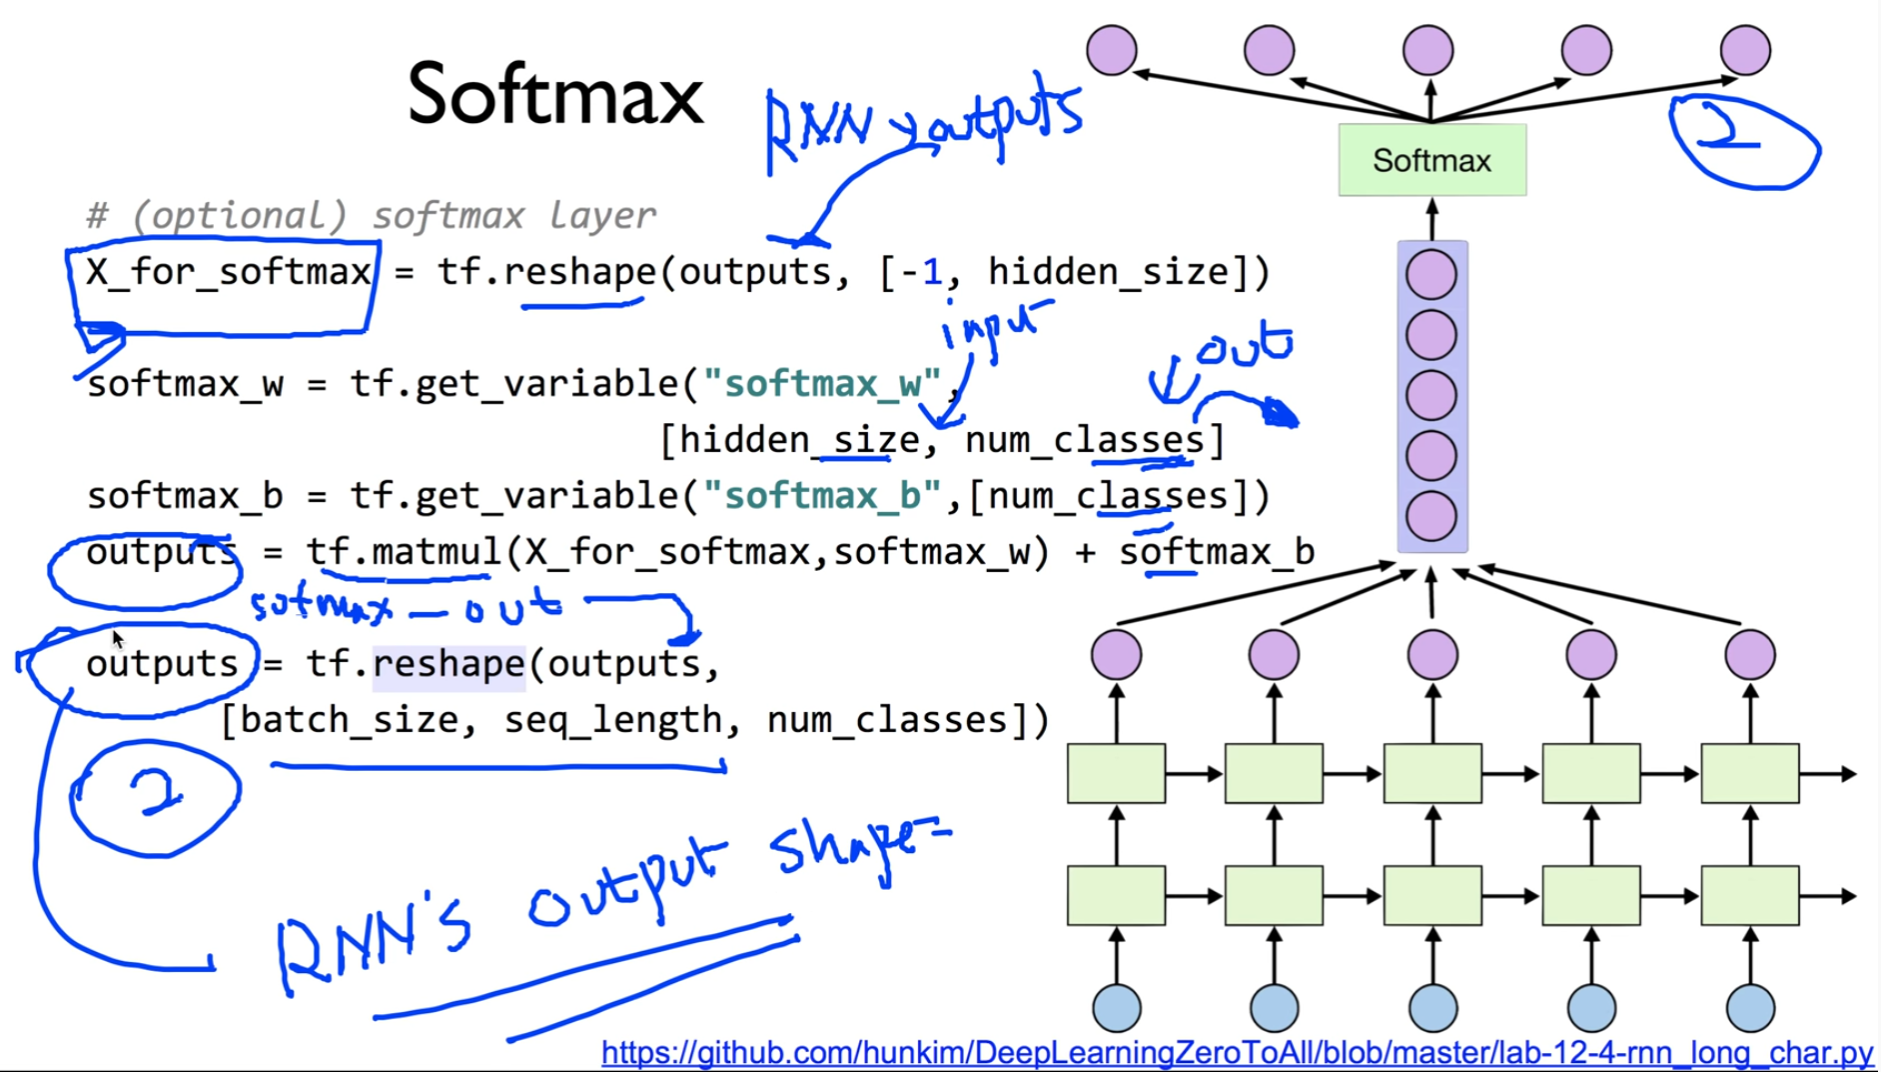 Softmax
RNN outputs
2
Softmax
# (optional) softmax layer
X_for_softmax = tf.reshape(outputs, [-1, hidden_size])
input
out
softmax_w = tf.get_variable("softmax_w",
[hidden_size, num_classes]
softmax_b = tf.get_variable("softmax_b",[num_classes])
outputs = tf.matmul(X_for_softmax,softmax_w) + softmax_b
sotmax-out
outputs = tf.reshape(outputs,
[batch_size, seq_length, num_classes])
2
RNN's output shape
https://github.com/hunkim/DeepLearningZeroToAll/blob/master/lab-12-4-rnn_long_char.py